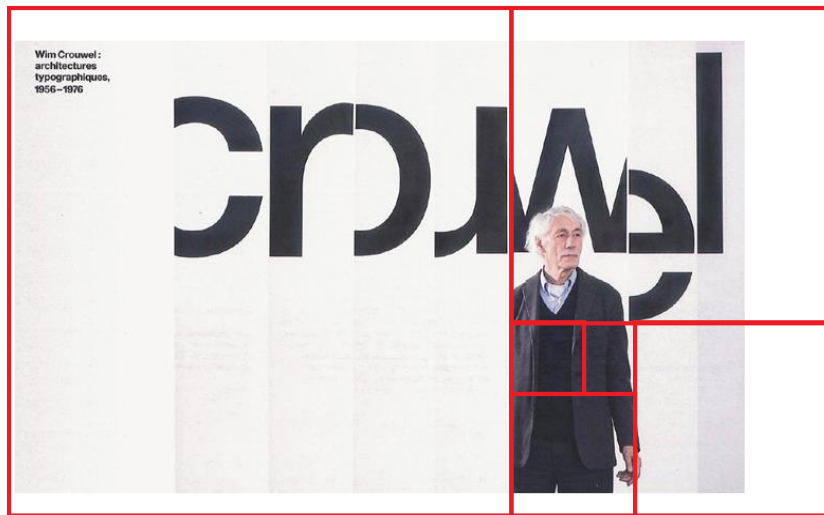 Wim Crouwel :
architectures
typographiques,
1956–1976
crouwel